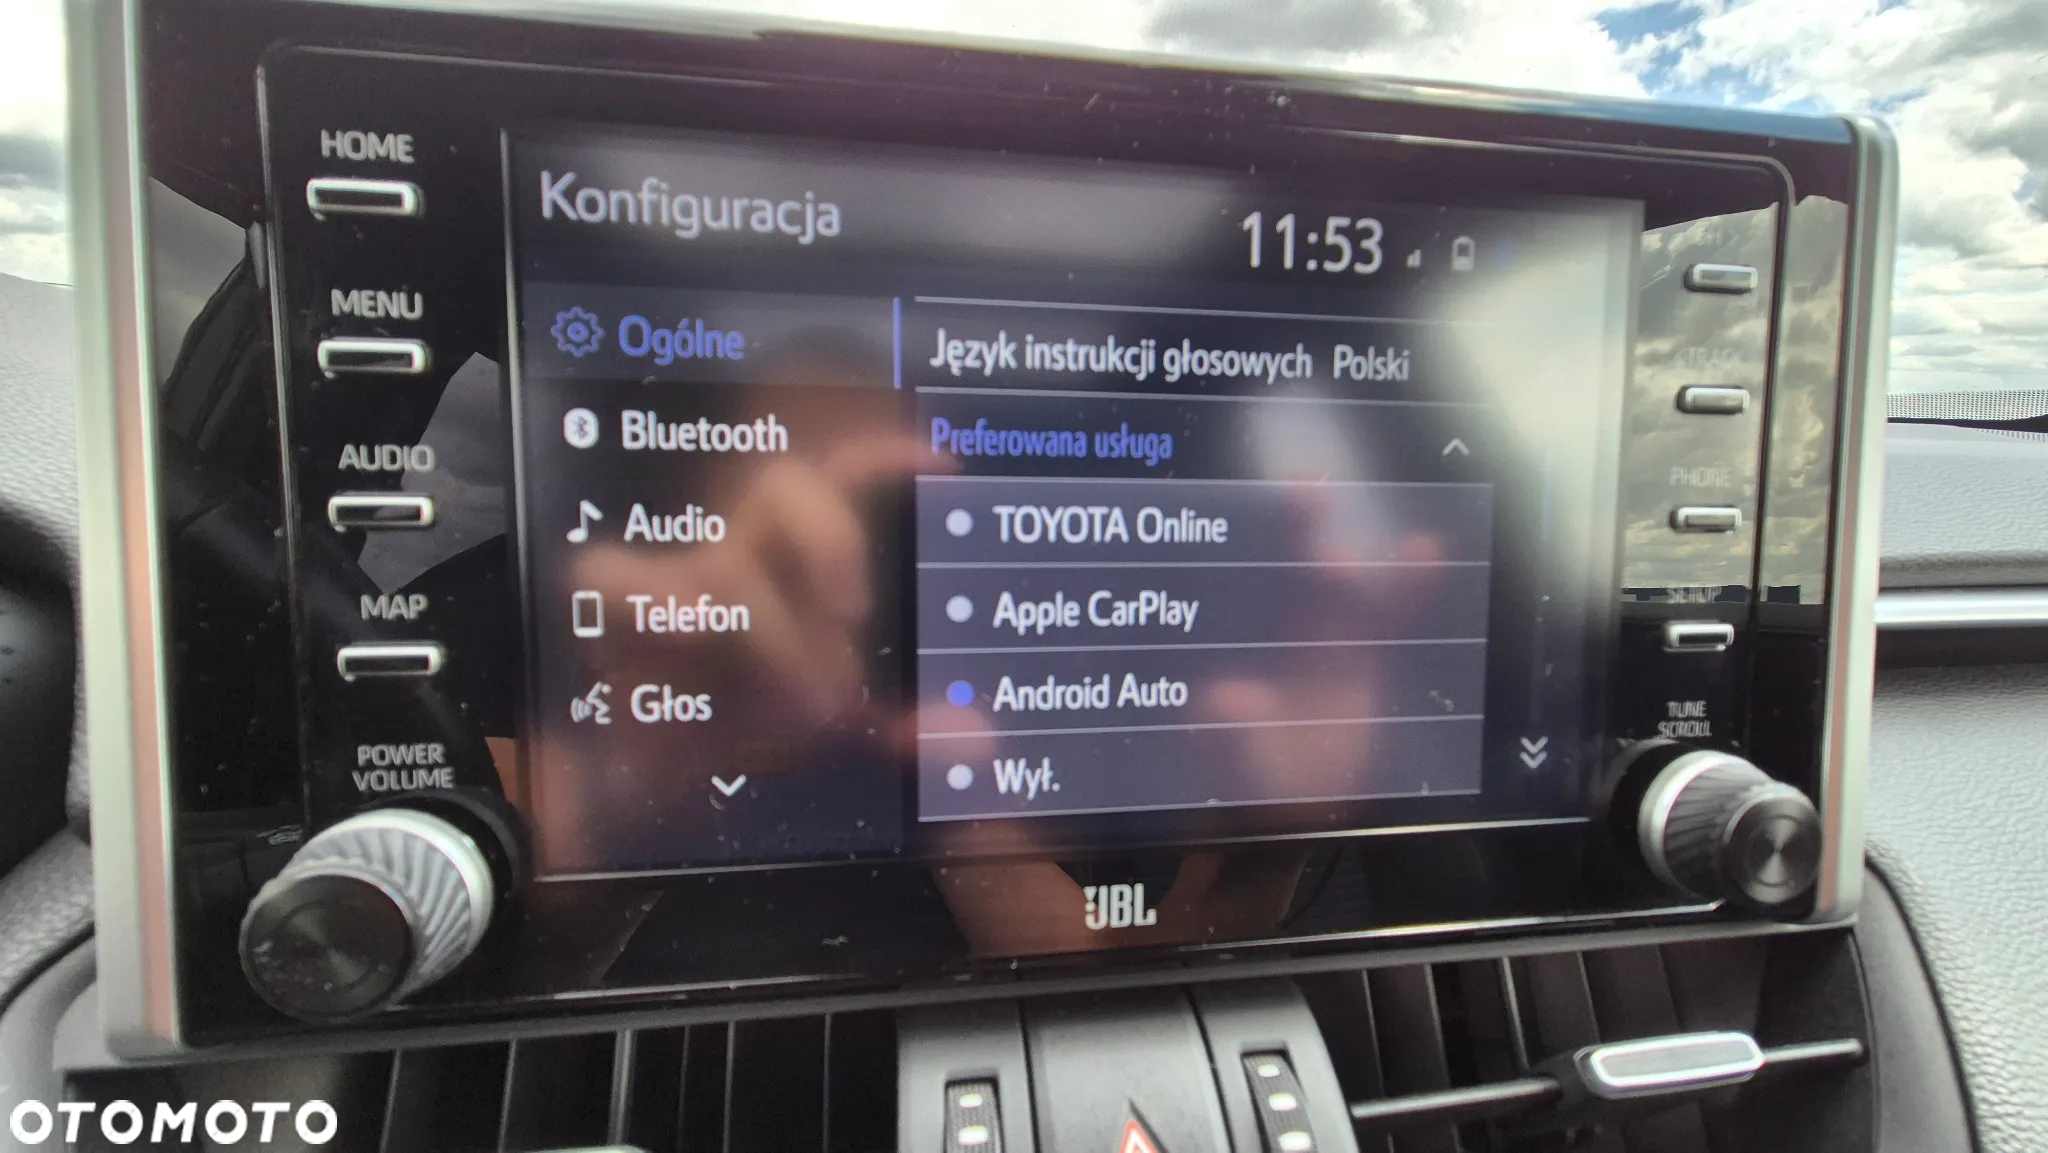 HOME
MENU
AUDIO
MAP
POWER
VOLUME
Konfiguracja
11:53
Ogólne
Bluetooth
Audio
Telefon
Głos
Język instrukcji głosowych Polski
Preferowana usługa
TOYOTA Online
Apple CarPlay
Android Auto
Wył.
PHONE
SETUP
TUNE
SCROLL
JBL
OTOMOTO